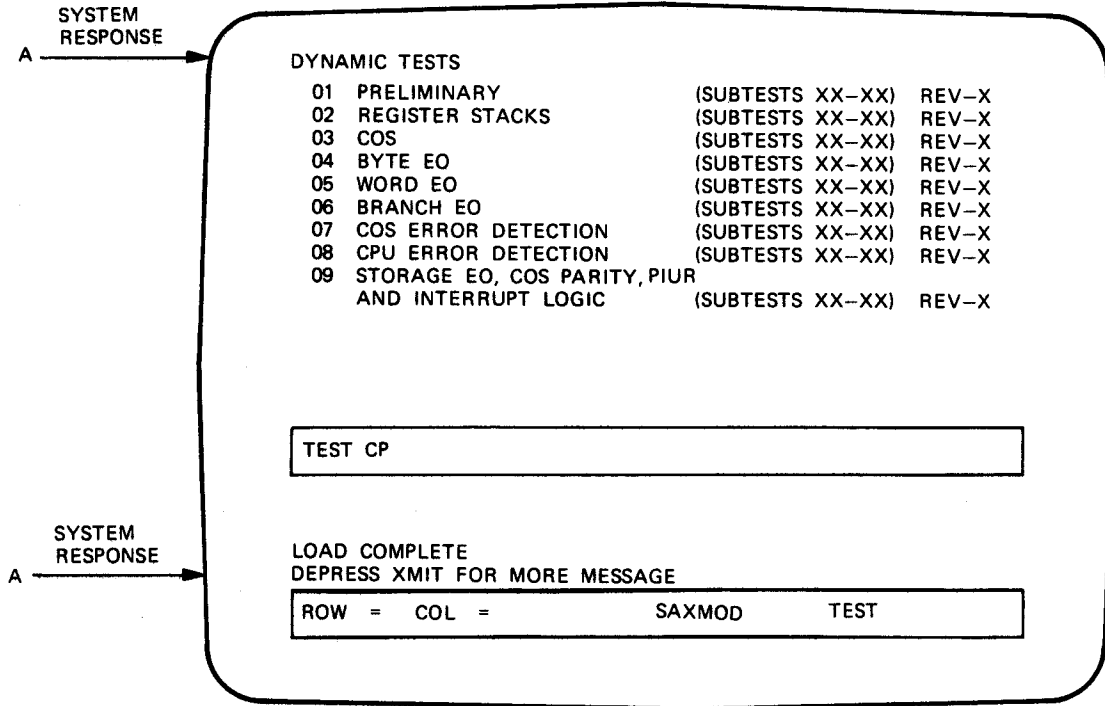 SYSTEM
RESPONSE
A
DYNAMIC TESTS
01 PRELIMINARY (SUBTESTS XX–XX) REV–X
02 REGISTER STACKS (SUBTESTS XX–XX) REV–X
03 COS (SUBTESTS XX–XX) REV–X
04 BYTE EO (SUBTESTS XX–XX) REV–X
05 WORD EO (SUBTESTS XX–XX) REV–X
06 BRANCH EO (SUBTESTS XX–XX) REV–X
07 COS ERROR DETECTION (SUBTESTS XX–XX) REV–X
08 CPU ERROR DETECTION (SUBTESTS XX–XX) REV–X
09 STORAGE EO, COS PARITY, PIUR
AND INTERRUPT LOGIC (SUBTESTS XX–XX) REV–X
TEST CP
SYSTEM
RESPONSE
A
LOAD COMPLETE
DEPRESS XMIT FOR MORE MESSAGE
ROW = COL = SAXMOD TEST